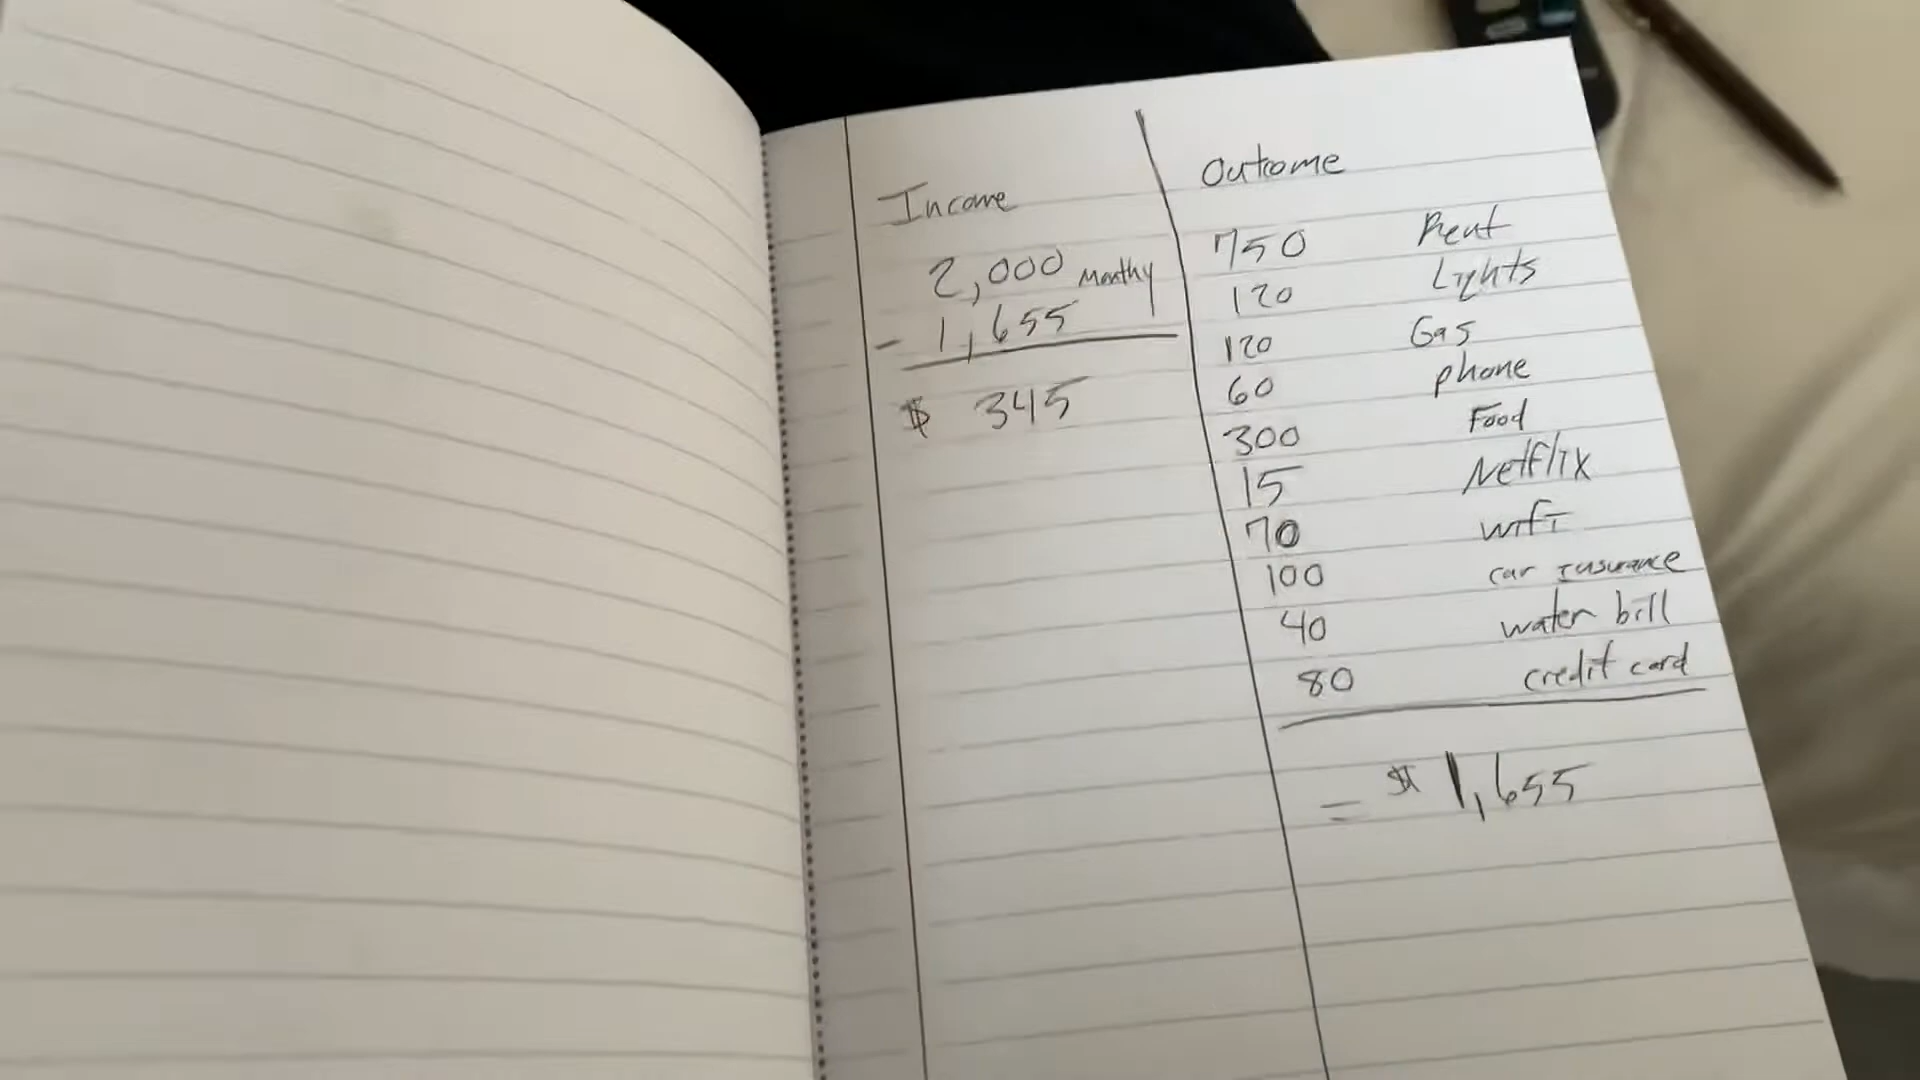 Income
2,000 Monthy
- 1,655
$ 345
Outcome
750 Rent
120 Lights
120 Gas
60 phone
300 Food
15 Netflix
70 wifi
100 car insurance
40 water bill
80 credit card
= $ 1,655